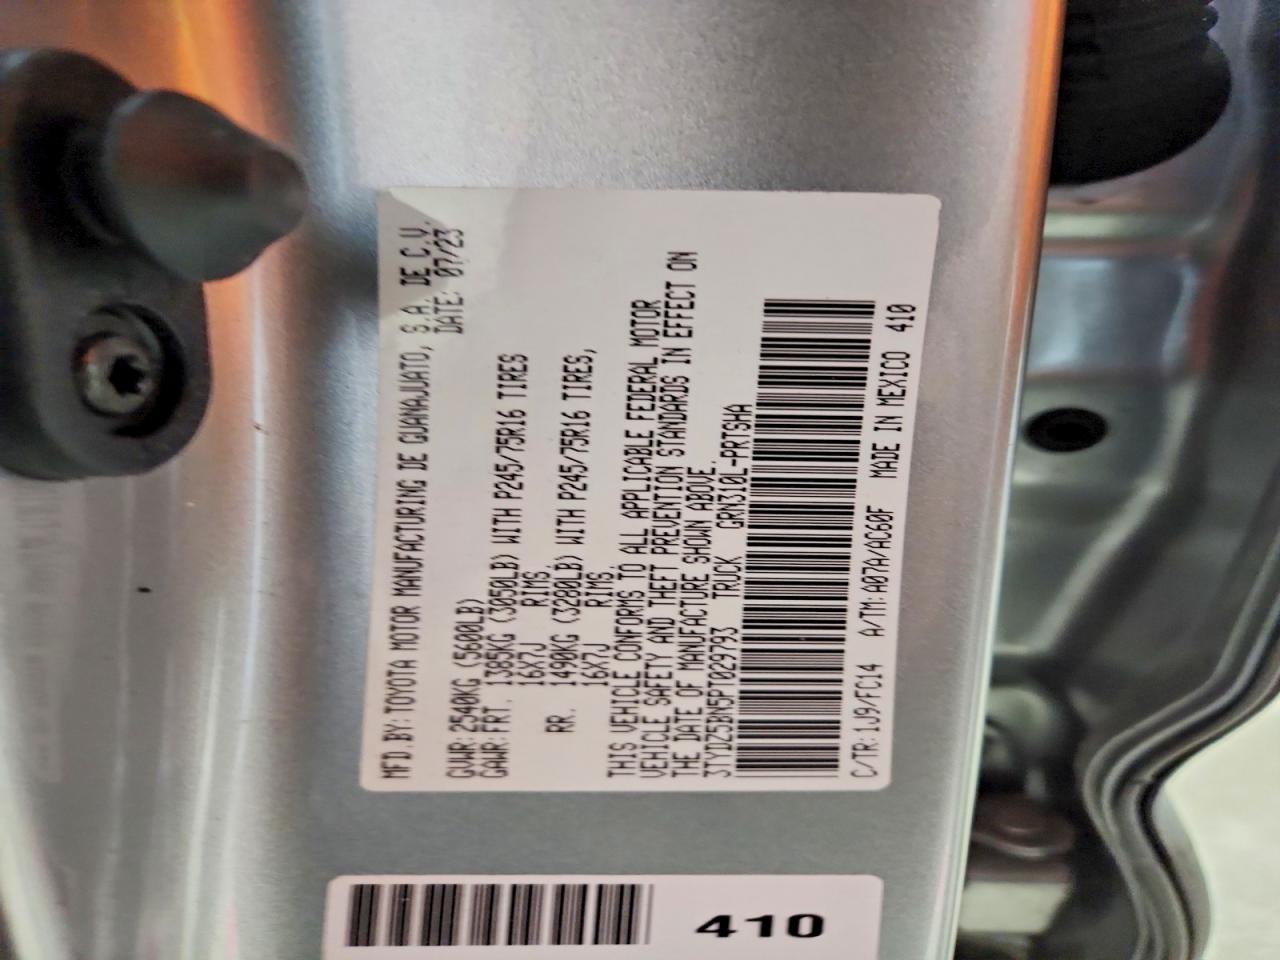 MFD.BY:TOYOTA MOTOR MANUFACTURING DE GUANAJUATO, S.A. DE C.V.
DATE: 07/23
GVWR:2540KG (5600LB)
GAWR:FRT. 1385KG (3050LB) WITH P245/75R16 TIRES
16X7J RIMS,
RR. 1490KG (3280LB) WITH P245/75R16 TIRES,
16X7J RIMS.
THIS VEHICLE CONFORMS TO ALL APPLICABLE FEDERAL MOTOR
VEHICLE SAFETY AND THEFT PREVENTION STANDARDS IN EFFECT ON
THE DATE OF MANUFACTURE SHOWN ABOVE.
3TYDZ5BN5PT029793 TRUCK GRN310L-PRTSHA
C/TR:1J9/FC14 A/TM:A07A/AC60F MADE IN MEXICO 410
410